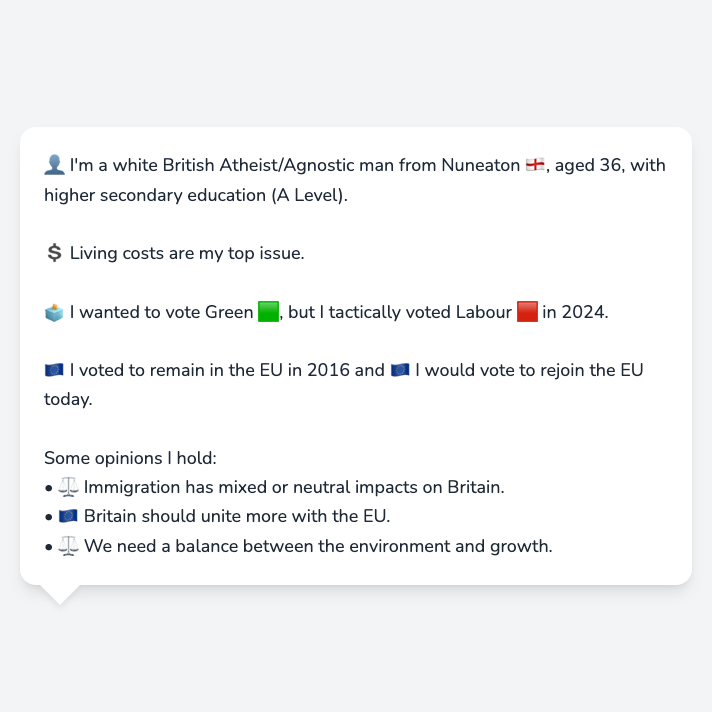 👤 I'm a white British Atheist/Agnostic man from Nuneaton 🏴󠁧󠁢󠁥󠁮󠁧󠁿, aged 36, with
higher secondary education (A Level).
💲 Living costs are my top issue.
🗳️ I wanted to vote Green 🟩, but I tactically voted Labour 🟥 in 2024.
🇪🇺 I voted to remain in the EU in 2016 and 🇪🇺 I would vote to rejoin the EU
today.
Some opinions I hold:
• ⚖️ Immigration has mixed or neutral impacts on Britain.
• 🇪🇺 Britain should unite more with the EU.
• ⚖️ We need a balance between the environment and growth.